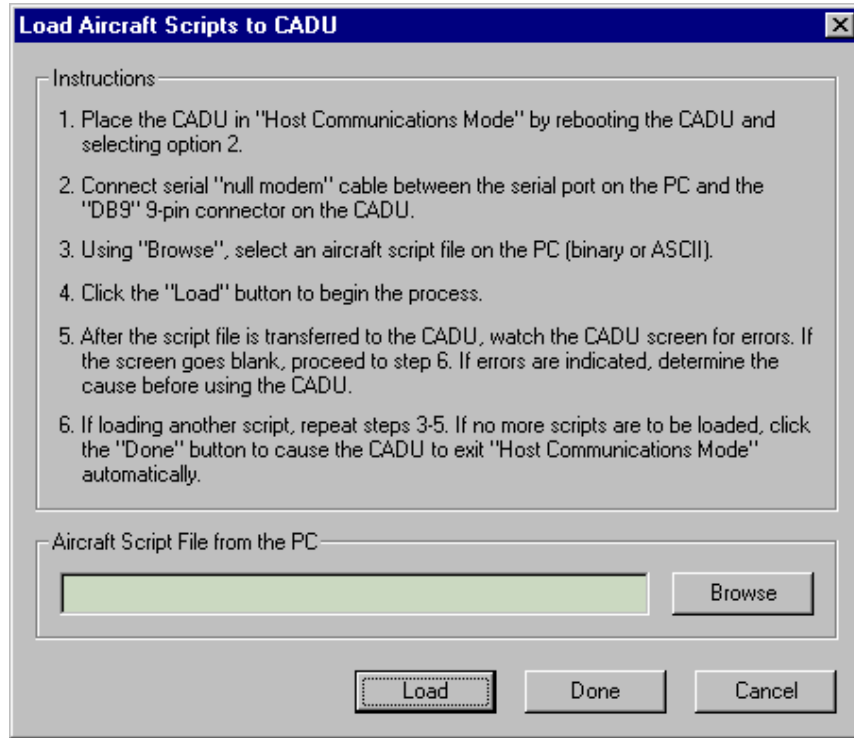 Load Aircraft Scripts to CADU
Instructions
1. Place the CADU in "Host Communications Mode" by rebooting the CADU and
selecting option 2.
2. Connect serial "null modem" cable between the serial port on the PC and the
"DB9" 9-pin connector on the CADU.
3. Using "Browse", select an aircraft script file on the PC (binary or ASCII).
4. Click the "Load" button to begin the process.
5. After the script file is transferred to the CADU, watch the CADU screen for errors. If
the screen goes blank, proceed to step 6. If errors are indicated, determine the
cause before using the CADU.
6. If loading another script, repeat steps 3-5. If no more scripts are to be loaded, click
the "Done" button to cause the CADU to exit "Host Communications Mode"
automatically.
Aircraft Script File from the PC
Browse
Load Done Cancel